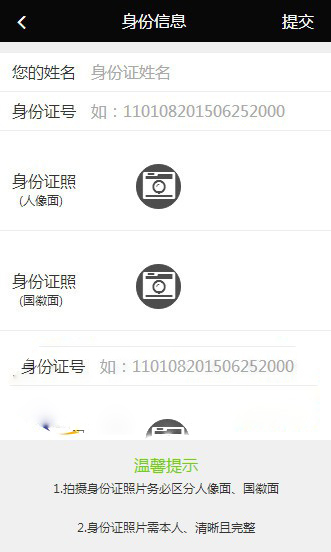 身份信息 提交
您的姓名 身份证姓名
身份证号 如：110108201506252000
身份证照
(人像面)
身份证照
(国徽面)
身份证号 如：110108201506252000
温馨提示
1.拍摄身份证照片务必区分人像面、国徽面
2.身份证照片需本人、清晰且完整